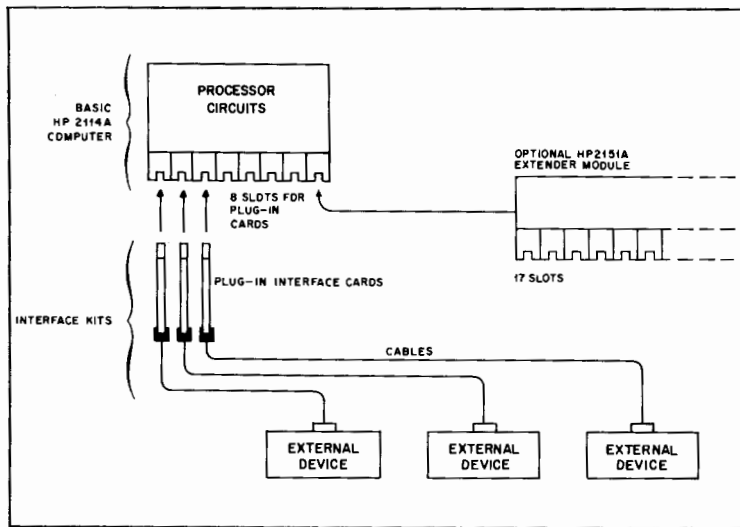 PROCESSOR
CIRCUITS
BASIC
HP 2114A
COMPUTER
OPTIONAL HP2151A
EXTENDER MODULE
8 SLOTS FOR
PLUG-IN
CARDS
17 SLOTS
PLUG-IN INTERFACE CARDS
INTERFACE KITS
CABLES
EXTERNAL
DEVICE
EXTERNAL
DEVICE
EXTERNAL
DEVICE